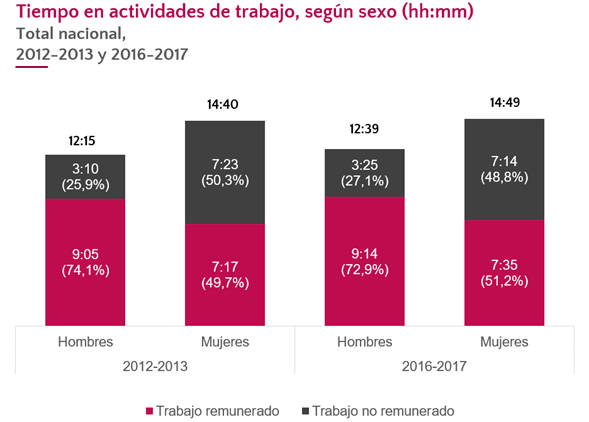 Tiempo en actividades de trabajo, según sexo (hh:mm)
Total nacional,
2012-2013 y 2016-2017
12:15
14:40
12:39
14:49
3:10
(25,9%)
7:23
(50,3%)
3:25
(27,1%)
7:14
(48,8%)
9:05
(74,1%)
7:17
(49,7%)
9:14
(72,9%)
7:35
(51,2%)
Hombres
Mujeres
Hombres
Mujeres
2012-2013
2016-2017
Trabajo remunerado
Trabajo no remunerado